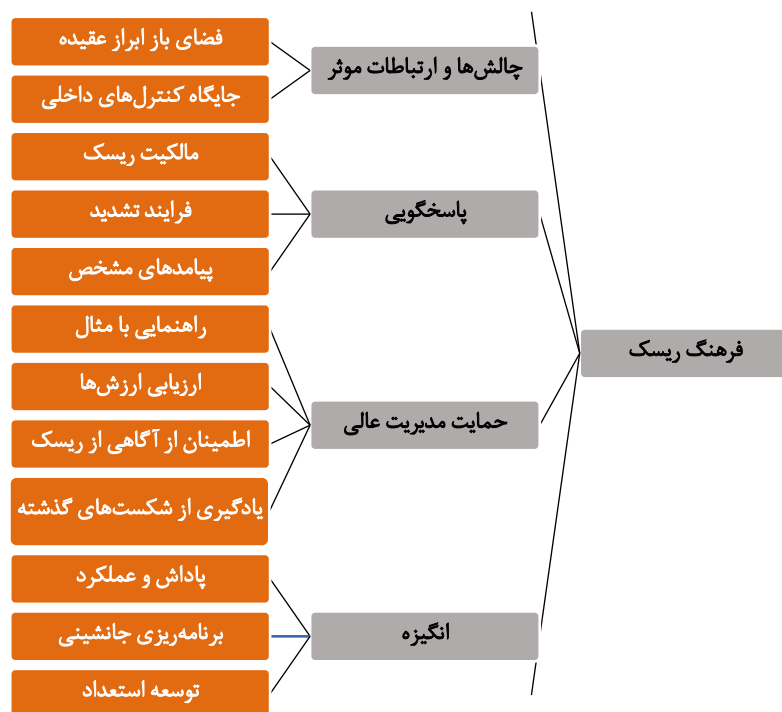 فرهنگ ریسک
چالش‌ها و ارتباطات موثر
فضای باز ابراز عقیده
جایگاه کنترل‌های داخلی
پاسخگویی
مالکیت ریسک
فرایند تشدید
پیامدهای مشخص
حمایت مدیریت عالی
راهنمایی با مثال
ارزیابی ارزش‌ها
اطمینان از آگاهی از ریسک
یادگیری از شکست‌های گذشته
انگیزه
پاداش و عملکرد
برنامه‌ریزی جانشینی
توسعه استعداد